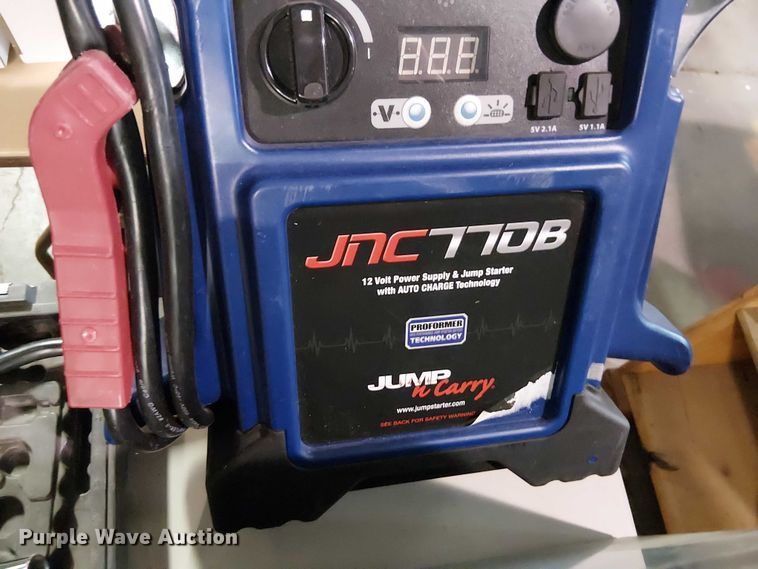 I
8.8.8.
V
5V 2.1A
5V 1.1A
JNC770B
12 Volt Power Supply & Jump Starter
with AUTO CHARGE Technology
PROFORMER
TECHNOLOGY
JUMP
n Carry
www.jumpstarter.com
SEE BACK FOR SAFETY WARNING
Purple Wave Auction